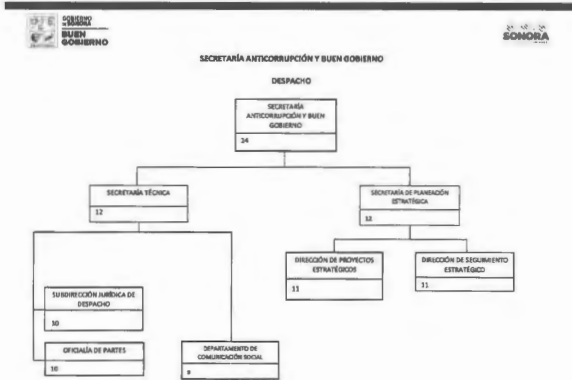 GOBIERNO
DE SONORA
BUEN
GOBIERNO
SONORA
SECRETARÍA ANTICORRUPCIÓN Y BUEN GOBIERNO
DESPACHO
SECRETARÍA
ANTICORRUPCIÓN Y BUEN
GOBIERNO
14
SECRETARÍA TÉCNICA
12
SECRETARÍA DE PLANEACIÓN
ESTRATÉGICA
12
DIRECCIÓN DE PROYECTOS
ESTRATÉGICOS
11
DIRECCIÓN DE SEGUIMIENTO
ESTRATÉGICO
11
SUBDIRECCIÓN JURÍDICA DE
DESPACHO
10
OFICIALÍA DE PARTES
10
DEPARTAMENTO DE
COMUNICACIÓN SOCIAL
9